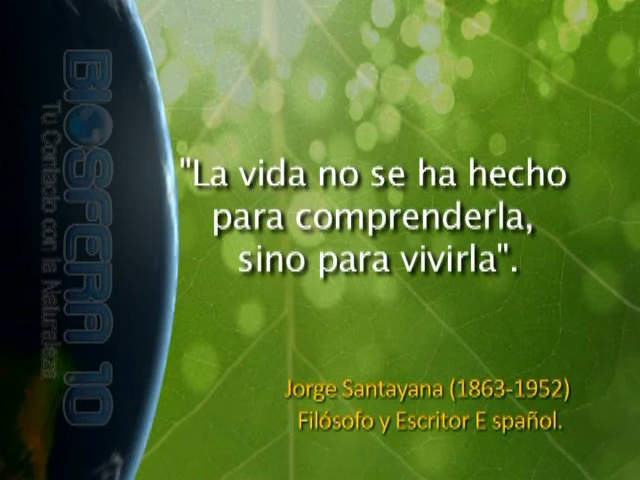 BIOSFERA 10
Tu Contacto con la Naturaleza
"La vida no se ha hecho
para comprenderla,
sino para vivirla".
Jorge Santayana (1863-1952)
Filósofo y Escritor E spañol.